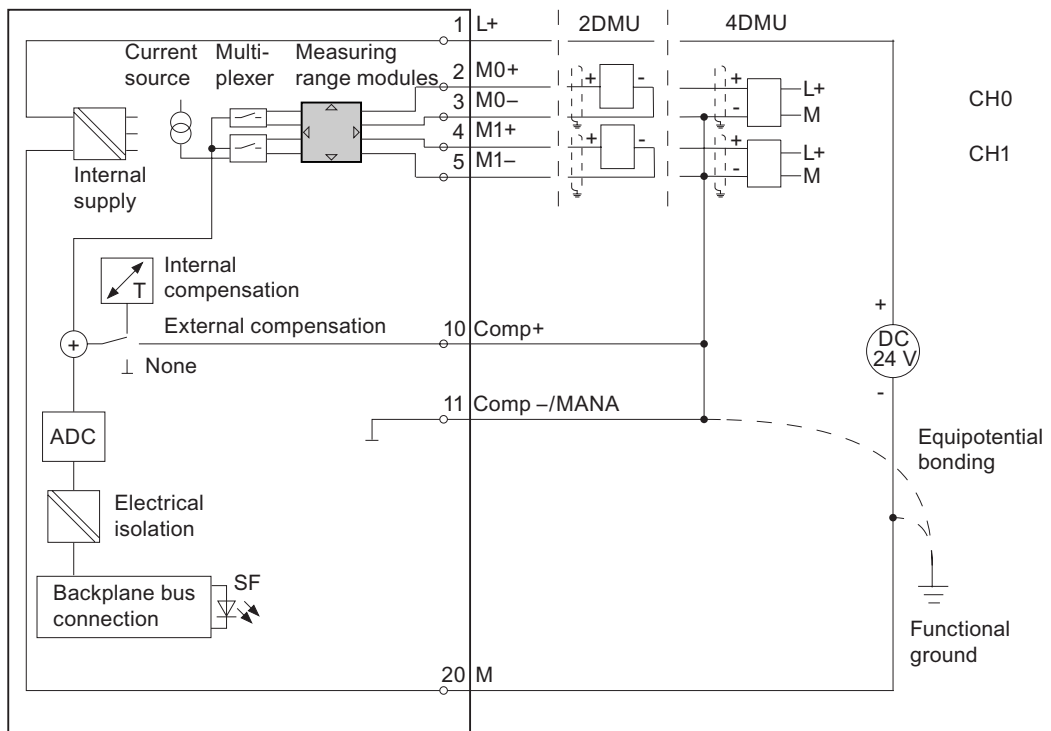 1 L+
2DMU
4DMU
Current
source
Multi-
plexer
Measuring
range modules
2 M0+
3 M0–
4 M1+
5 M1–
+ -
+ -
+
-
L+
M
CH0
+
-
L+
M
CH1
Internal
supply
T
Internal
compensation
External compensation
10 Comp+
+
None
+
DC
24 V
-
11 Comp –/MANA
ADC
Equipotential
bonding
Electrical
isolation
Backplane bus
connection
SF
Functional
ground
20 M